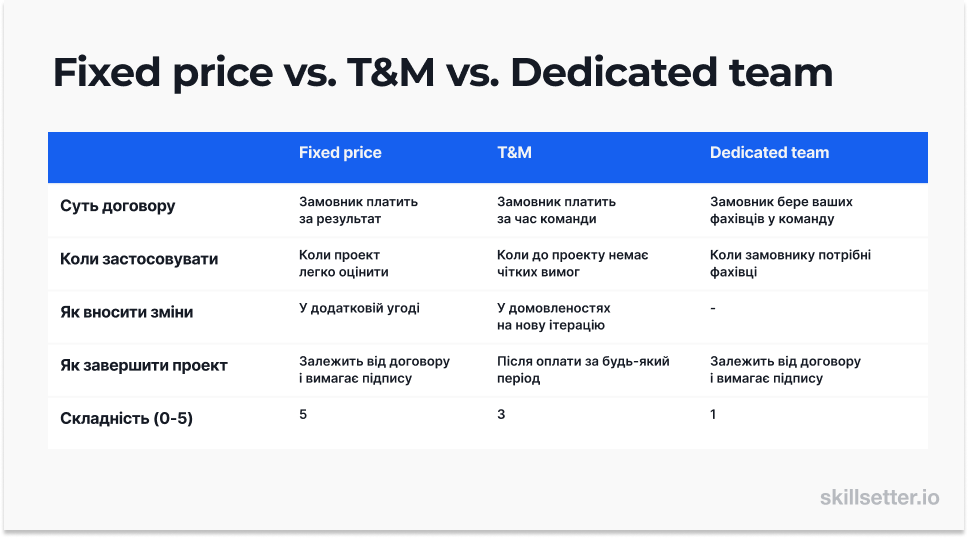 Fixed price vs. T&M vs. Dedicated team
Fixed price T&M Dedicated team
Суть договору
Замовник платить
за результат
Замовник платить
за час команди
Замовник бере ваших
фахівців у команду
Коли застосовувати
Коли проект
легко оцінити
Коли до проекту немає
чітких вимог
Коли замовнику потрібні
фахівці
Як вносити зміни
У додатковій угоді
У домовленостях
на нову ітерацію
-
Як завершити проект
Залежить від договору
і вимагає підпису
Після оплати за будь-який
період
Залежить від договору
і вимагає підпису
Складність (0-5)
5
3
1
skillsetter.io